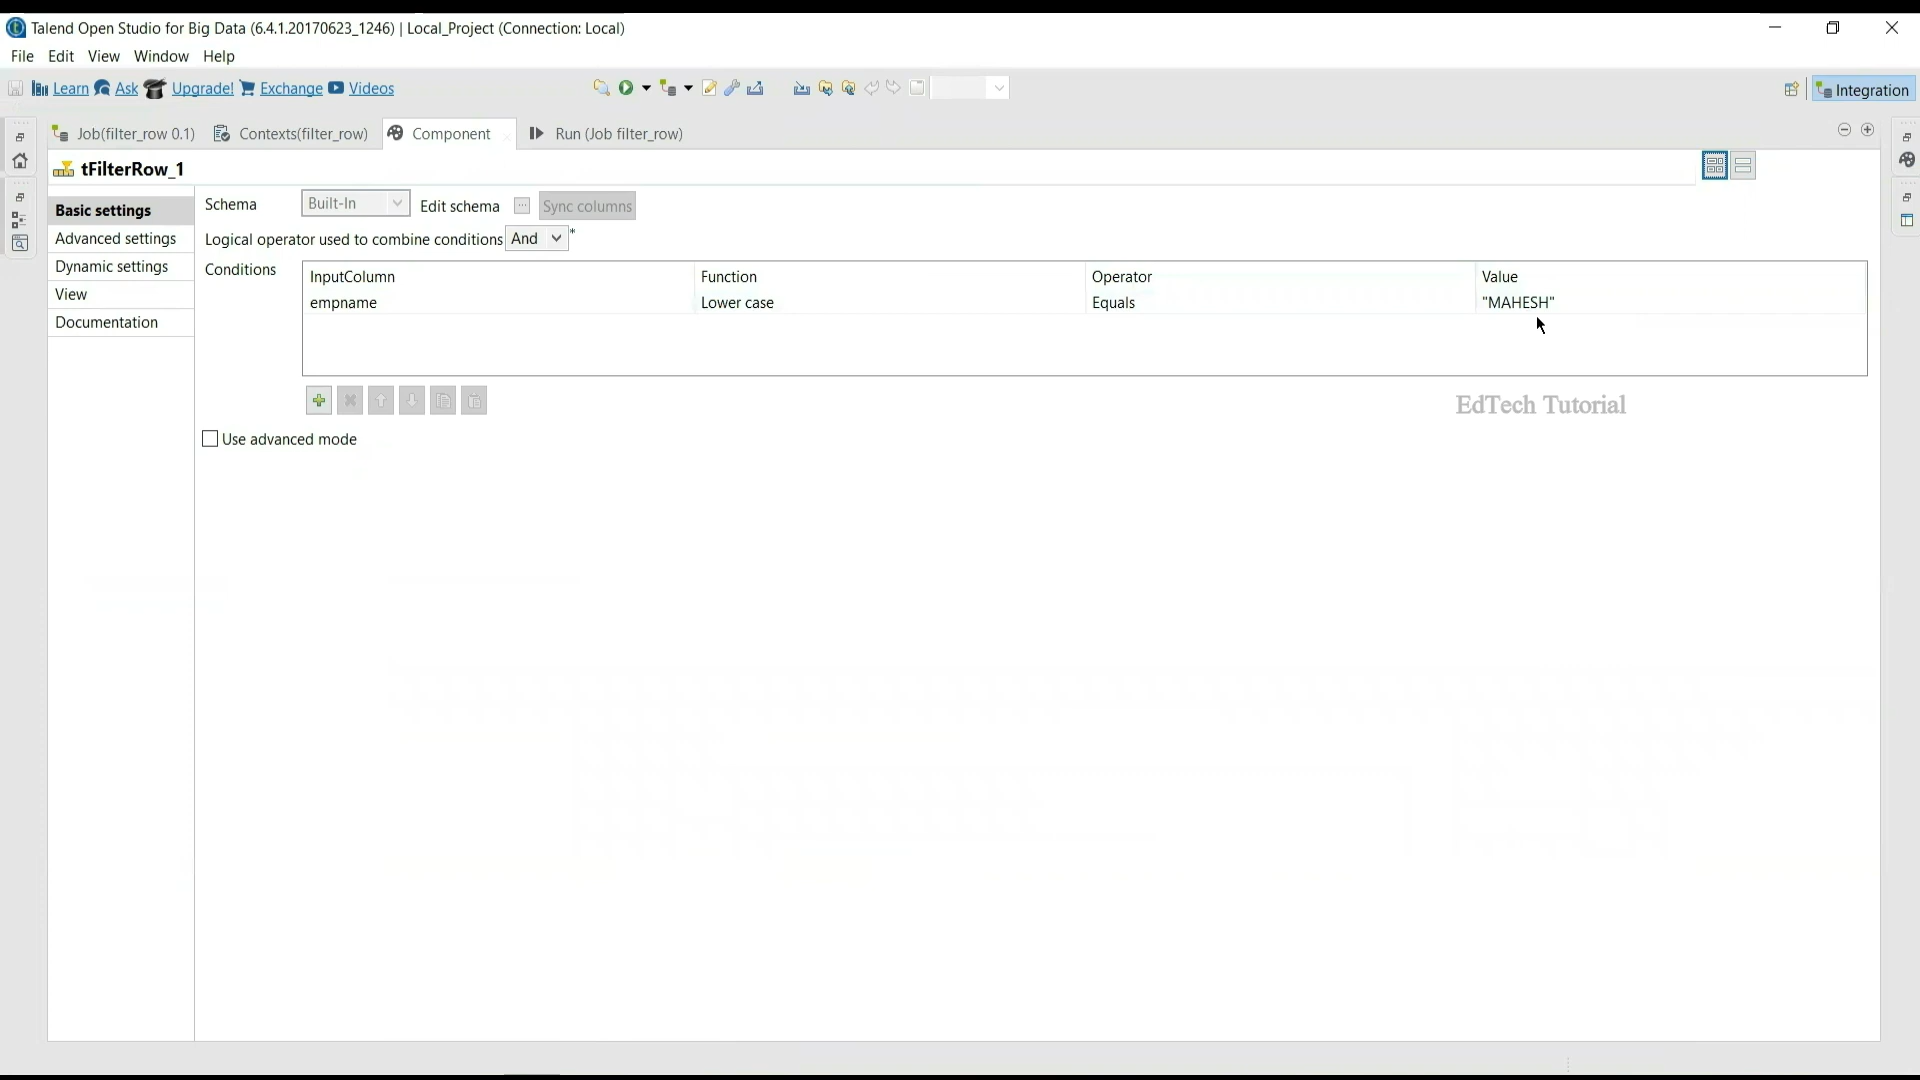 Talend Open Studio for Big Data (6.4.1.20170623_1246) | Local_Project (Connection: Local)
File Edit View Window Help
Learn Ask Upgrade! Exchange Videos Integration
Job(filter_row 0.1) Contexts(filter_row) Component Run (Job filter_row)
tFilterRow_1
Basic settings
Advanced settings
Dynamic settings
View
Documentation
Schema Built-In Edit schema ... Sync columns
Logical operator used to combine conditions And *
Conditions
InputColumn Function Operator Value
empname Lower case Equals "MAHESH"
EdTech Tutorial
Use advanced mode